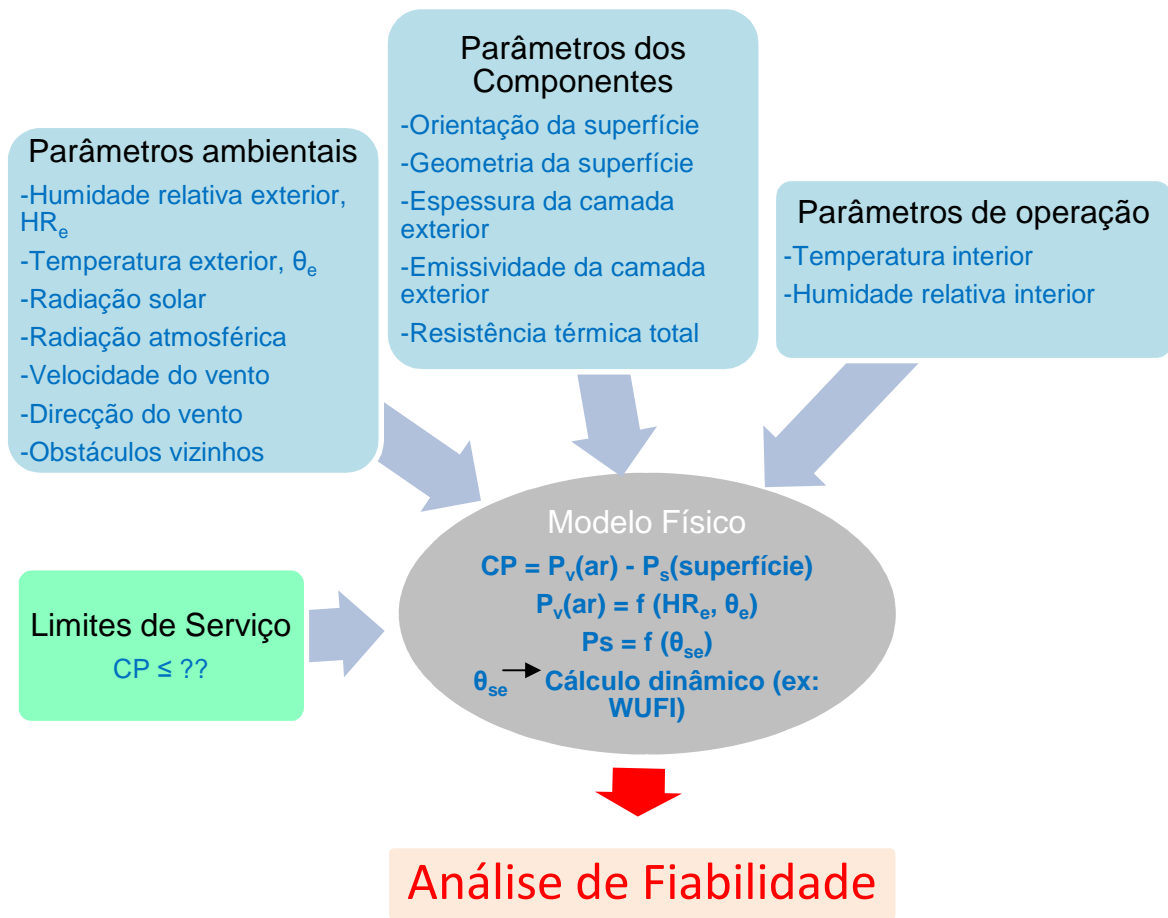 Parâmetros ambientais
-Humidade relativa exterior,
HRe
-Temperatura exterior, θe
-Radiação solar
-Radiação atmosférica
-Velocidade do vento
-Direcção do vento
-Obstáculos vizinhos
Parâmetros dos
Componentes
-Orientação da superfície
-Geometria da superfície
-Espessura da camada
exterior
-Emissividade da camada
exterior
-Resistência térmica total
Parâmetros de operação
-Temperatura interior
-Humidade relativa interior
Limites de Serviço
CP ≤ ??
Modelo Físico
CP = Pv(ar) - Ps(superfície)
Pv(ar) = f (HRe, θe)
Ps = f (θse)
θse → Cálculo dinâmico (ex:
WUFI)
Análise de Fiabilidade